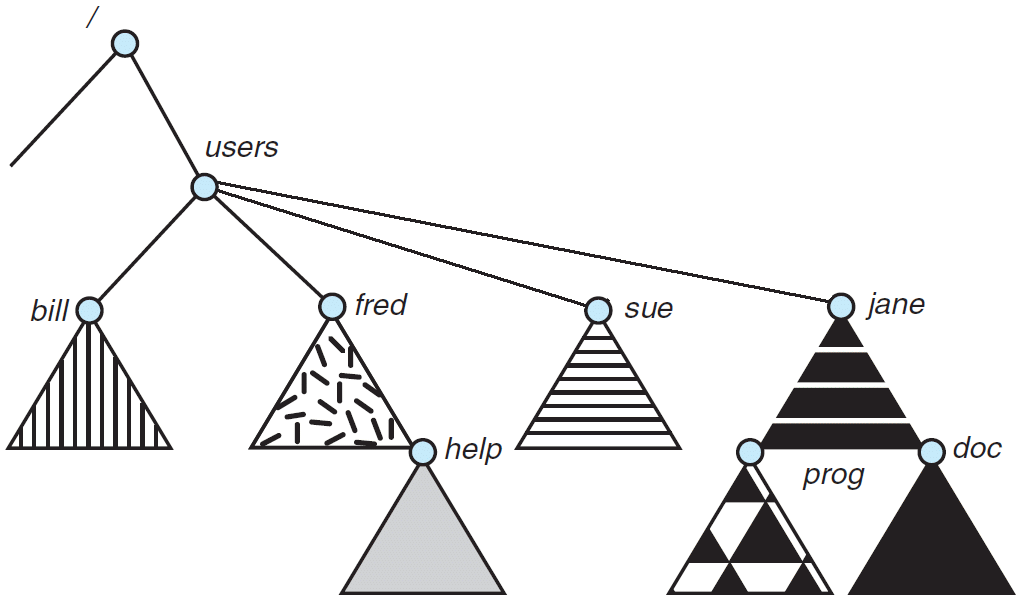 /
users
bill
fred
sue
jane
help
prog
doc